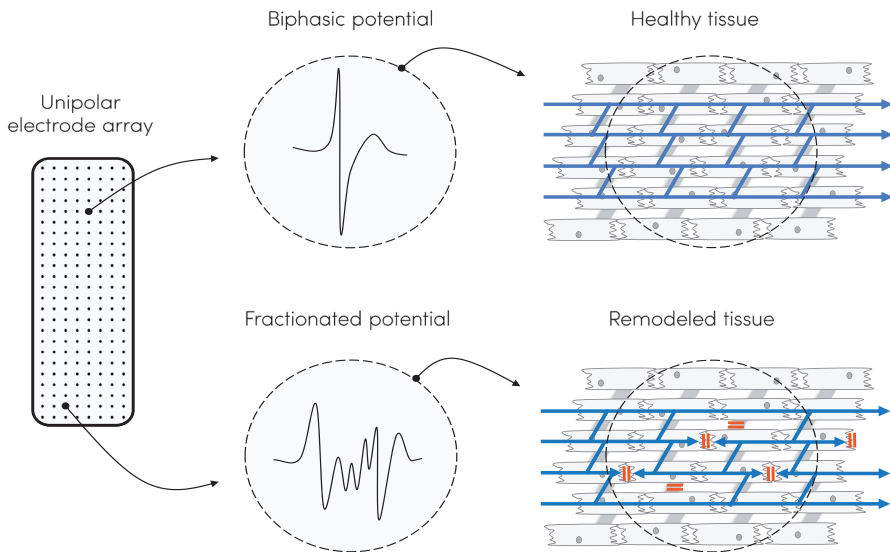 Biphasic potential
Healthy tissue
Unipolar
electrode array
Fractionated potential
Remodeled tissue